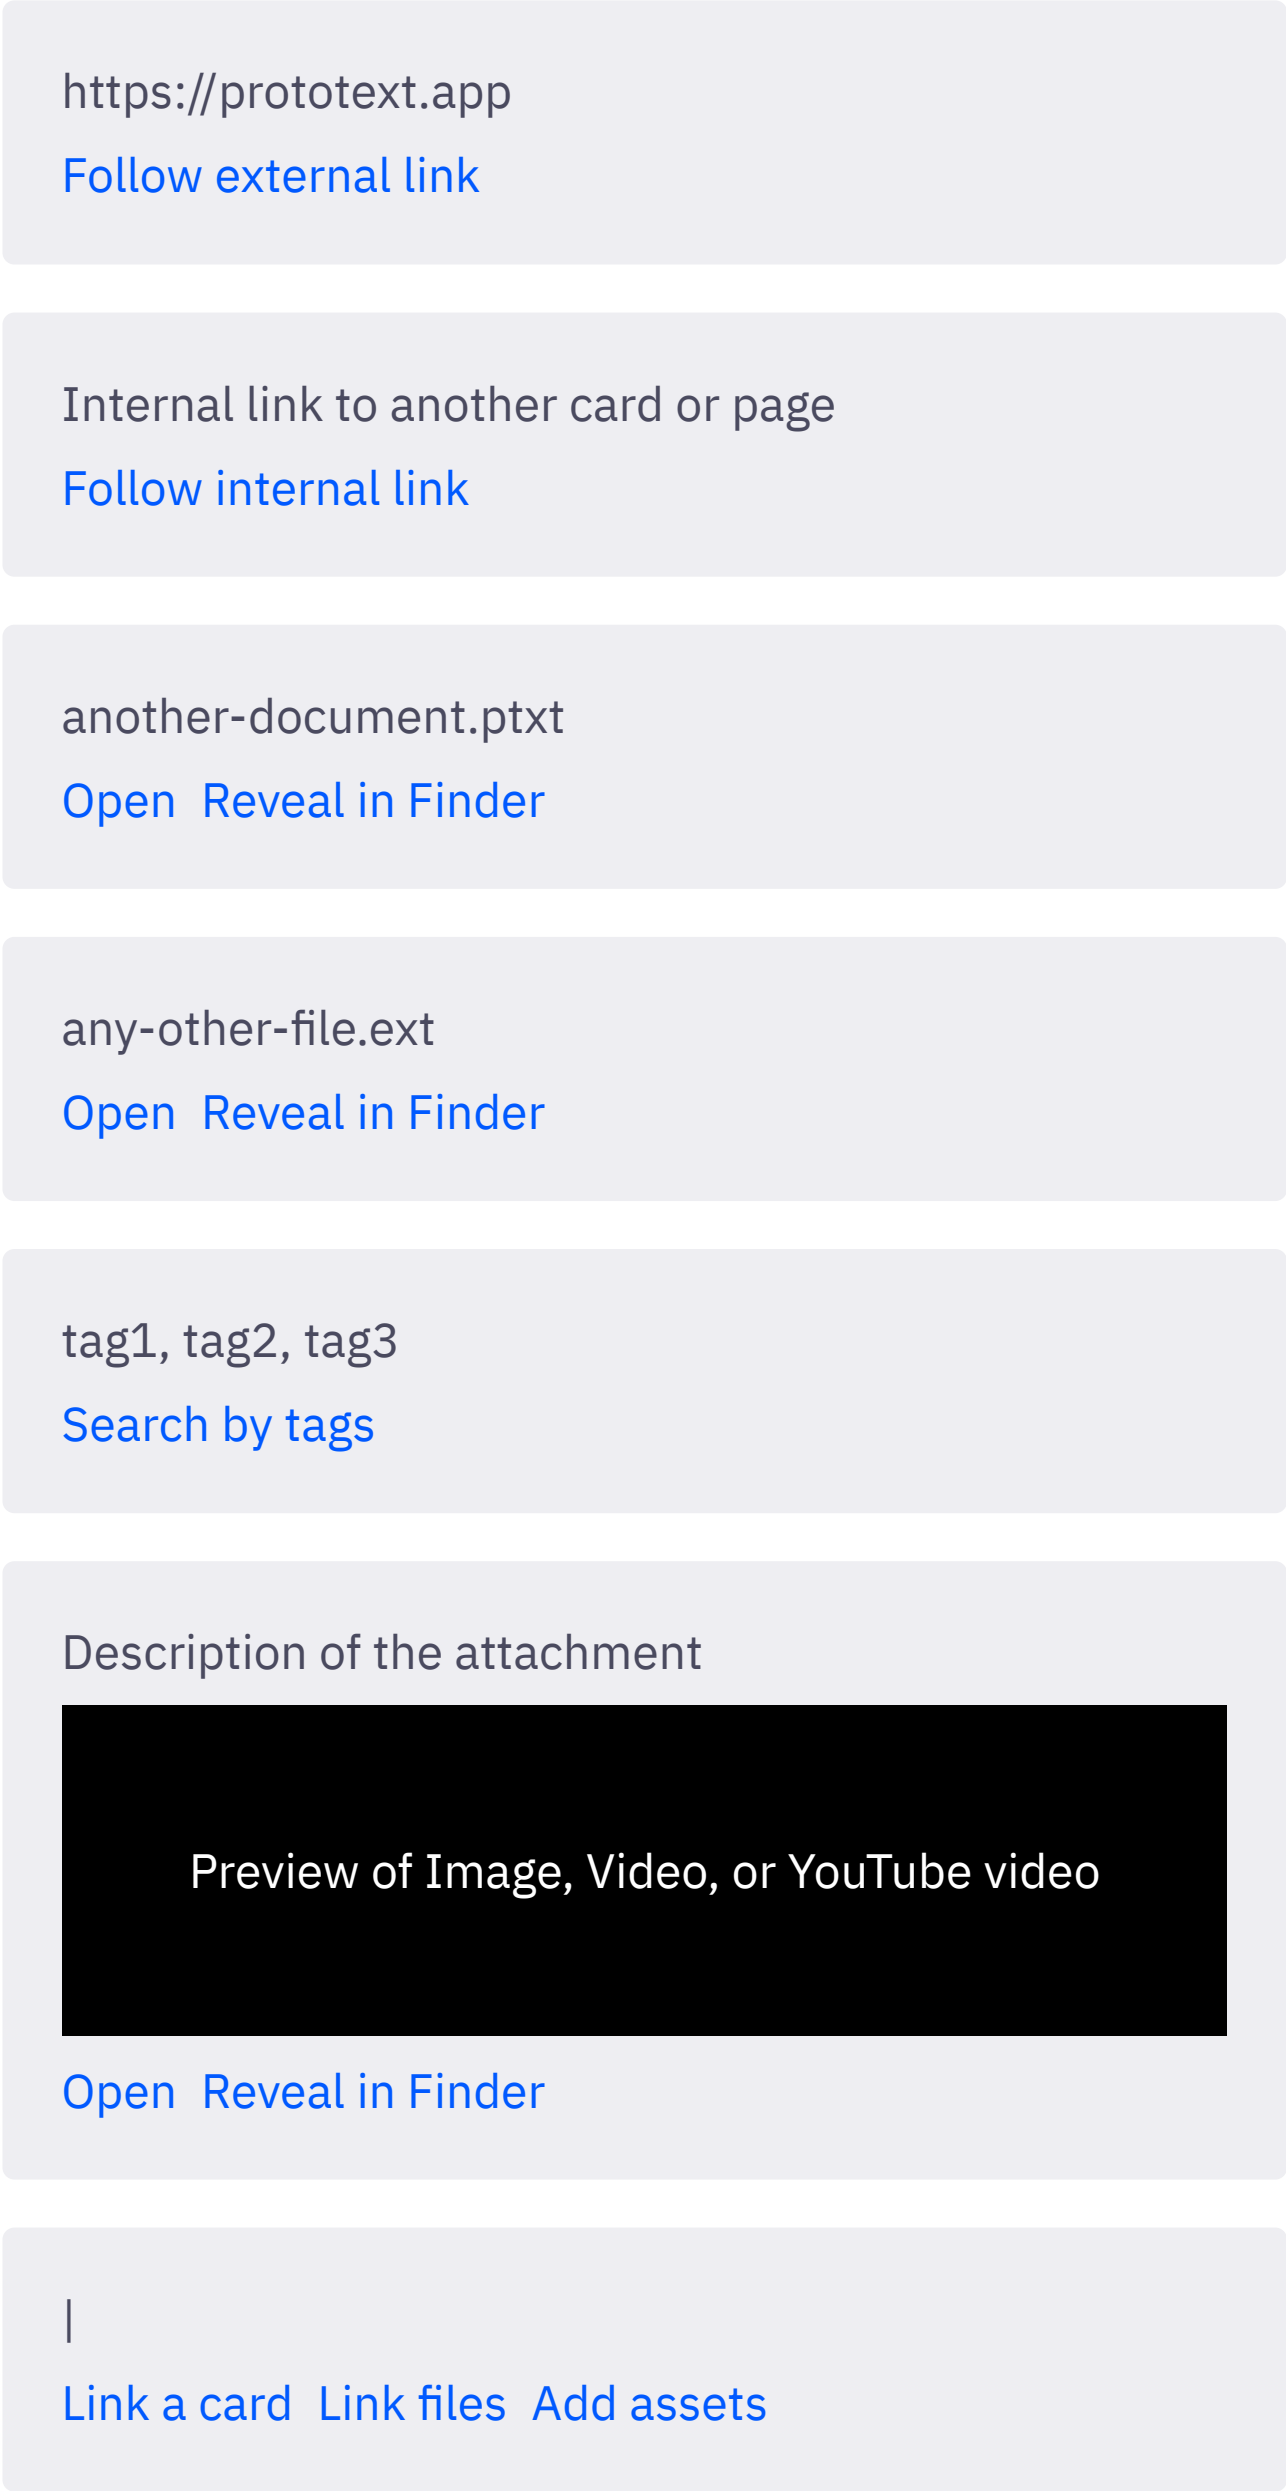 https://prototext.app
Follow external link
Internal link to another card or page
Follow internal link
another-document.ptxt
Open  Reveal in Finder
any-other-file.ext
Open  Reveal in Finder
tag1, tag2, tag3
Search by tags
Description of the attachment
Preview of Image, Video, or YouTube video
Open  Reveal in Finder
|
Link a card  Link files  Add assets